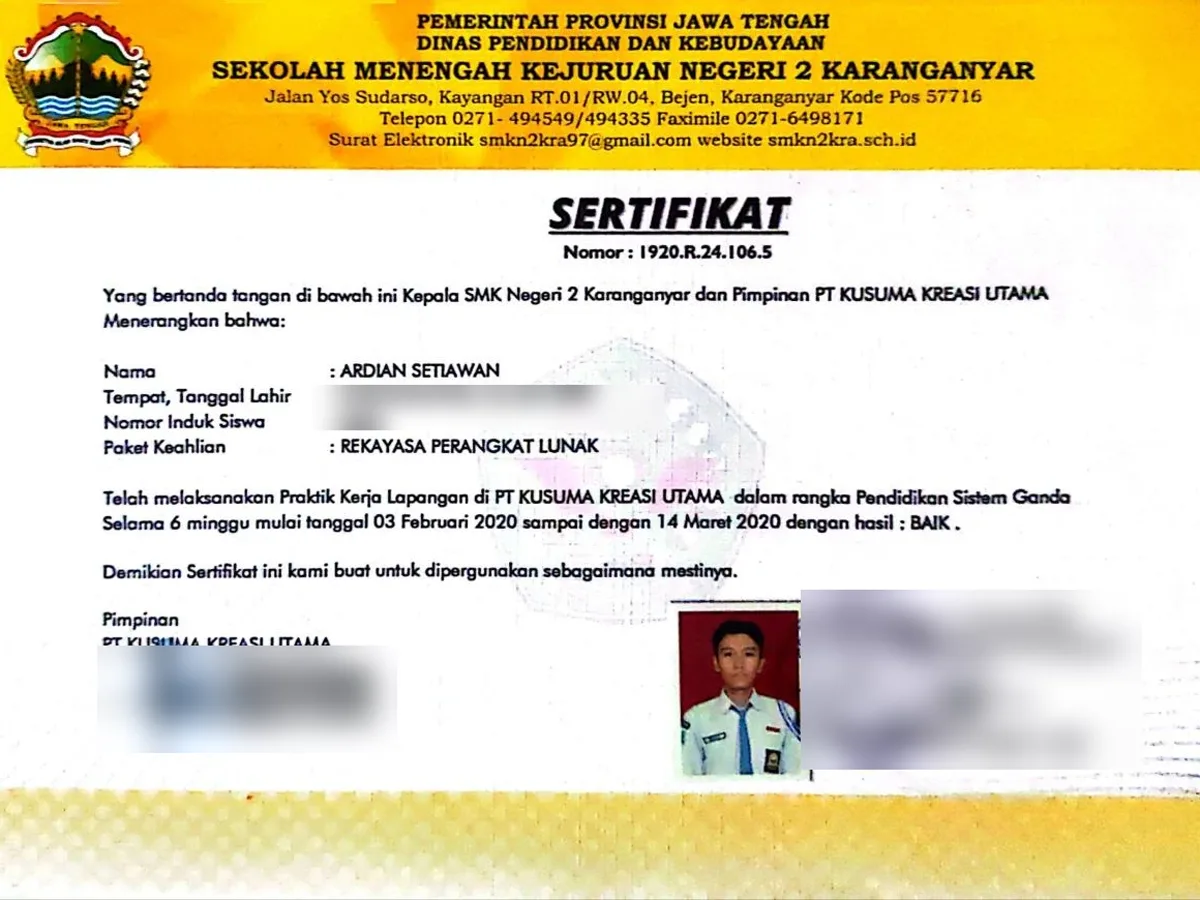 PEMERINTAH PROVINSI JAWA TENGAH
DINAS PENDIDIKAN DAN KEBUDAYAAN
SEKOLAH MENENGAH KEJURUAN NEGERI 2 KARANGANYAR
Jalan Yos Sudarso, Kayangan RT.01/RW.04, Bejen, Karanganyar Kode Pos 57716
Telepon 0271- 494549/494335 Faximile 0271-6498171
Surat Elektronik smkn2kra97@gmail.com website smkn2kra.sch.id
JAWA TENGAH
SERTIFIKAT
Nomor : 1920.R.24.106.5
Yang bertanda tangan di bawah ini Kepala SMK Negeri 2 Karanganyar dan Pimpinan PT KUSUMA KREASI UTAMA
Menerangkan bahwa:
Nama : ARDIAN SETIAWAN
Tempat, Tanggal Lahir
Nomor Induk Siswa
Paket Keahlian : REKAYASA PERANGKAT LUNAK
Telah melaksanakan Praktik Kerja Lapangan di PT KUSUMA KREASI UTAMA dalam rangka Pendidikan Sistem Ganda
Selama 6 minggu mulai tanggal 03 Februari 2020 sampai dengan 14 Maret 2020 dengan hasil : BAIK .
Demikian Sertifikat ini kami buat untuk dipergunakan sebagaimana mestinya.
Pimpinan
PT KUSUMA KREASI UTAMA